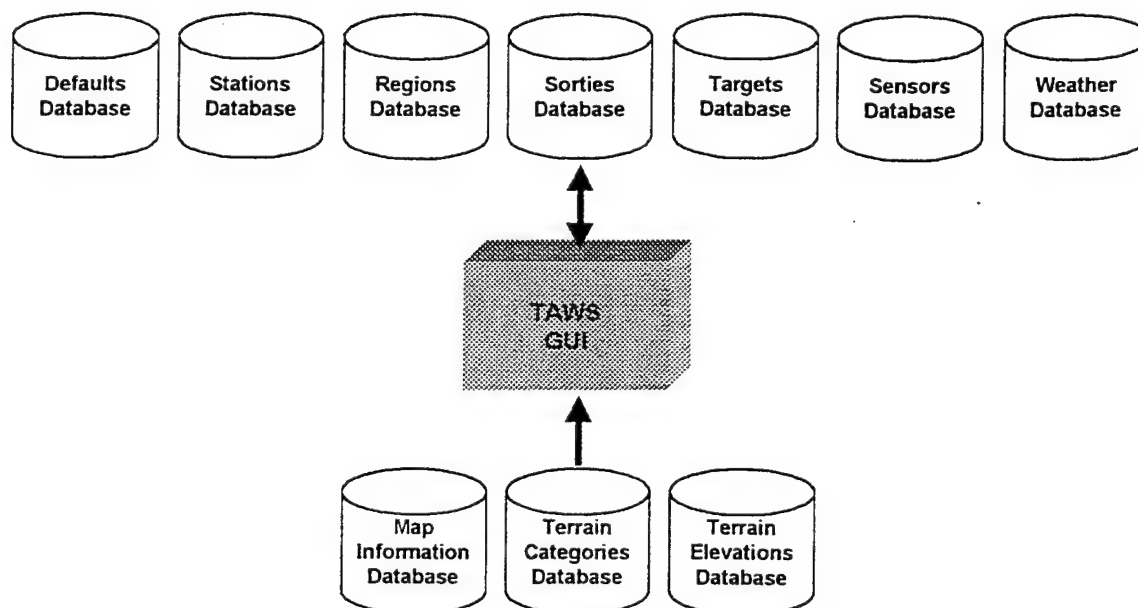 Defaults
Database
Stations
Database
Regions
Database
Sorties
Database
Targets
Database
Sensors
Database
Weather
Database
TAWS
GUI
Map
Information
Database
Terrain
Categories
Database
Terrain
Elevations
Database